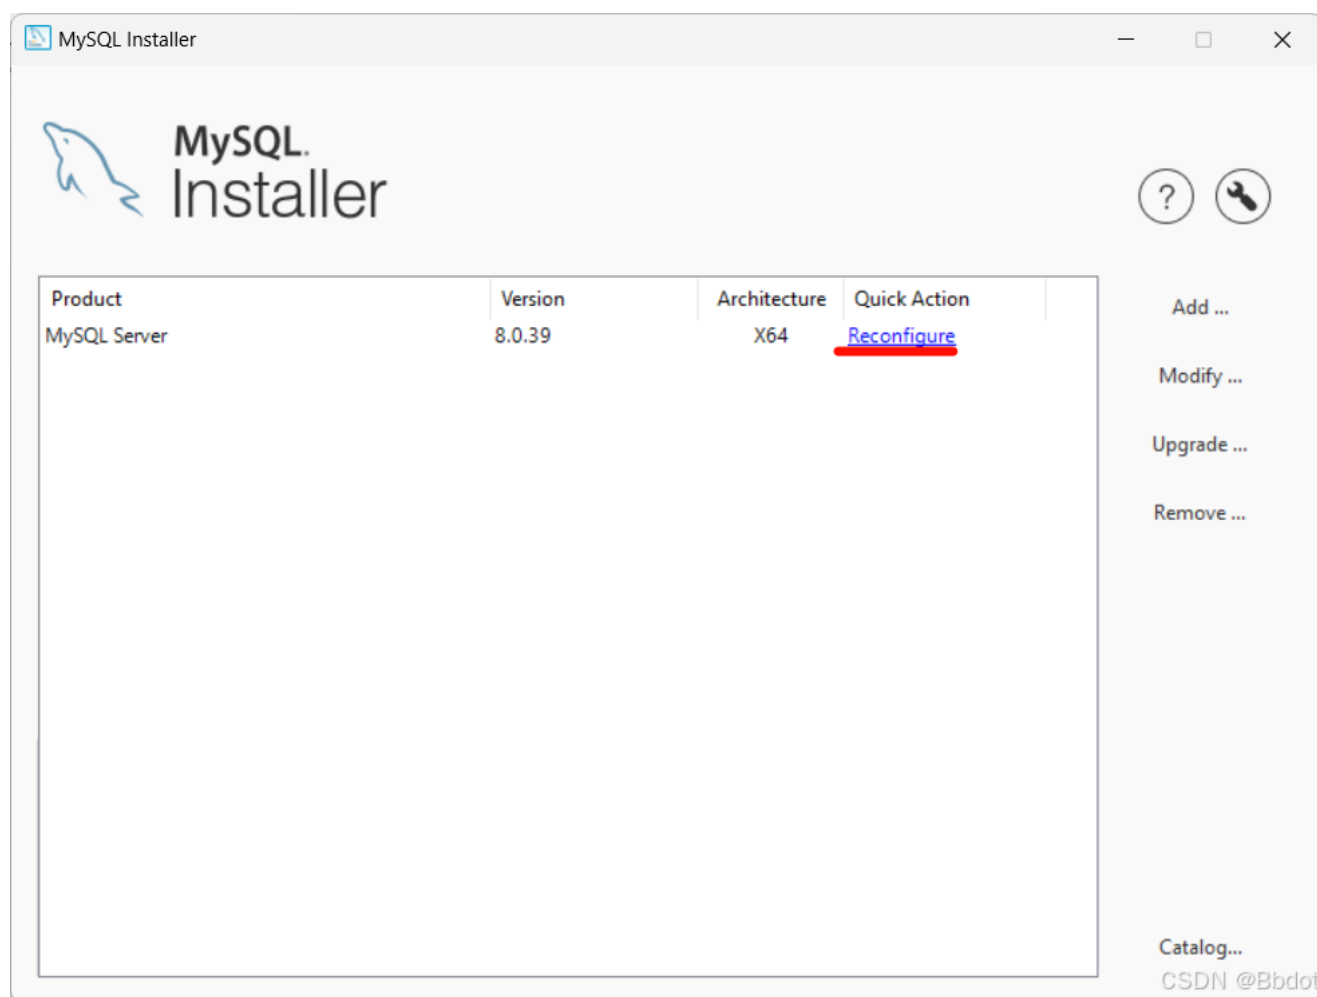 MySQL Installer
MySQL.
Installer
?
Product Version Architecture Quick Action
MySQL Server 8.0.39 X64 Reconfigure
Add ...
Modify ...
Upgrade ...
Remove ...
Catalog...
CSDN @Bbdot